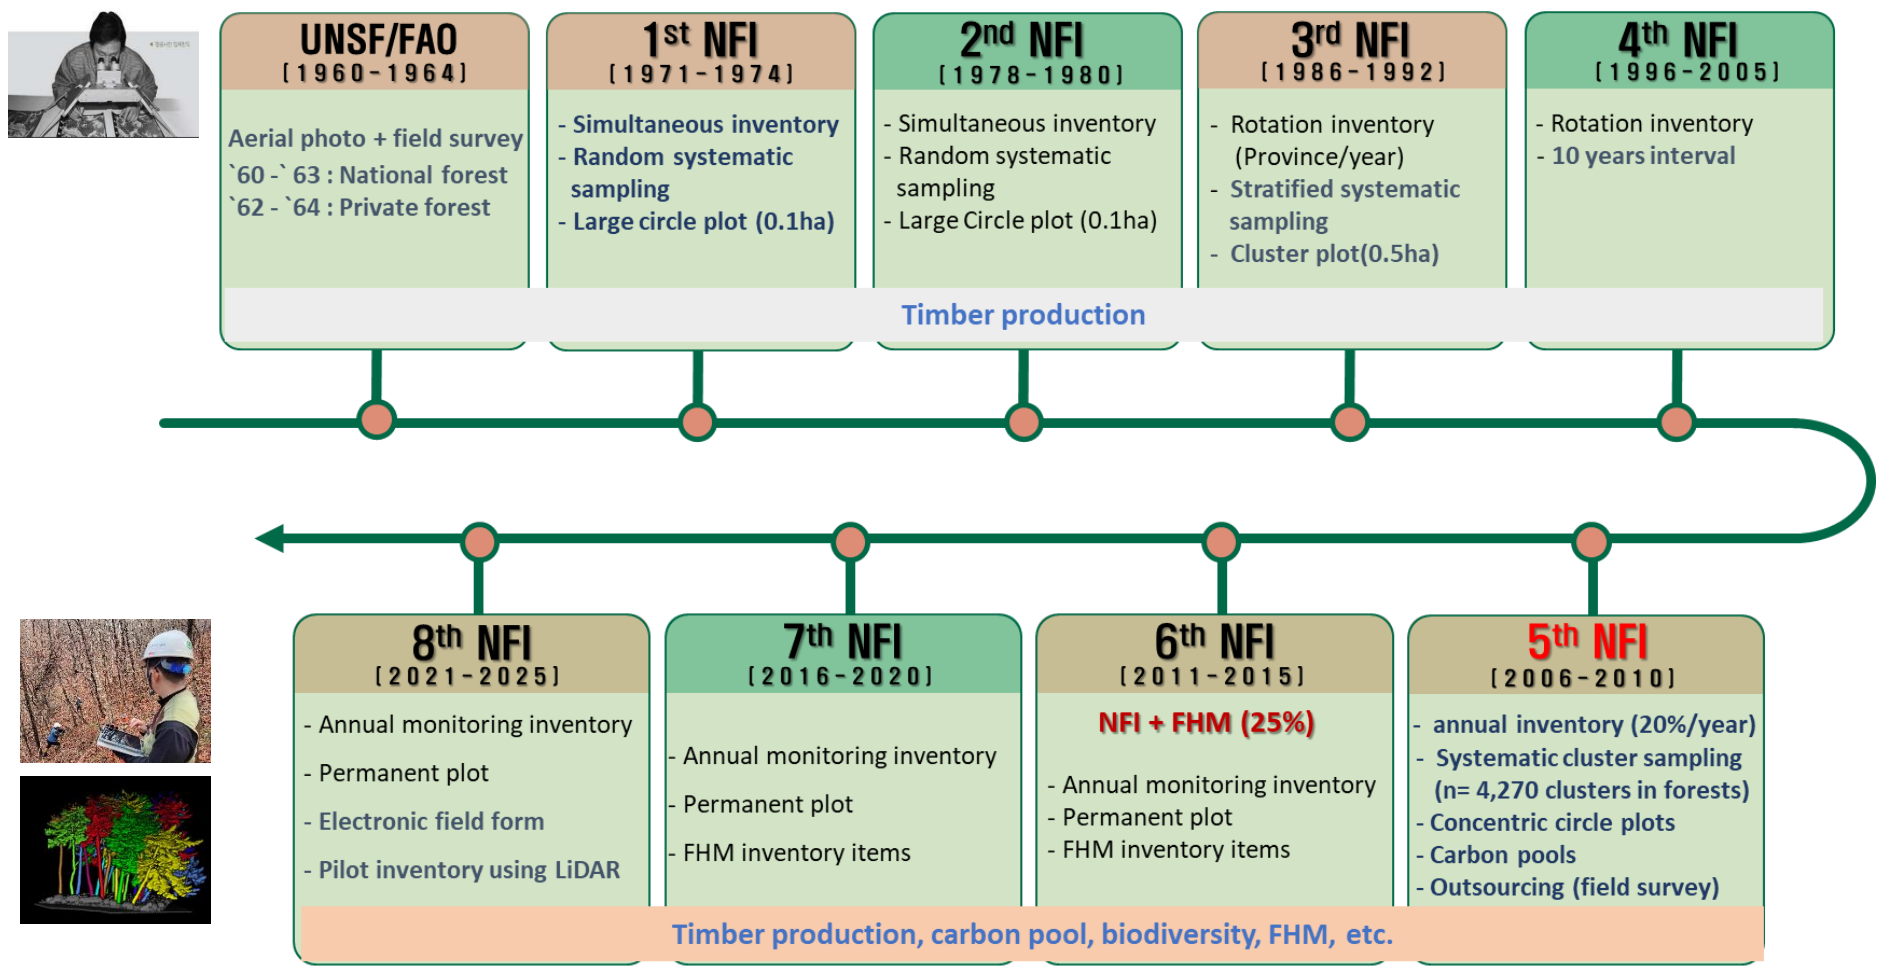 UNSF/FAO
[1960-1964]
Aerial photo + field survey
`60 -` 63 : National forest
`62 - `64 : Private forest
1st NFI
[1971-1974]
- Simultaneous inventory
- Random systematic
sampling
- Large circle plot (0.1ha)
2nd NFI
[1978-1980]
- Simultaneous inventory
- Random systematic
sampling
- Large Circle plot (0.1ha)
3rd NFI
[1986-1992]
- Rotation inventory
(Province/year)
- Stratified systematic
sampling
- Cluster plot(0.5ha)
4th NFI
[1996-2005]
- Rotation inventory
- 10 years interval
Timber production
8th NFI
[2021-2025]
- Annual monitoring inventory
- Permanent plot
- Electronic field form
- Pilot inventory using LiDAR
7th NFI
[2016-2020]
- Annual monitoring inventory
- Permanent plot
- FHM inventory items
6th NFI
[2011-2015]
NFI + FHM (25%)
- Annual monitoring inventory
- Permanent plot
- FHM inventory items
5th NFI
[2006-2010]
- annual inventory (20%/year)
- Systematic cluster sampling
(n= 4,270 clusters in forests)
- Concentric circle plots
- Carbon pools
- Outsourcing (field survey)
Timber production, carbon pool, biodiversity, FHM, etc.